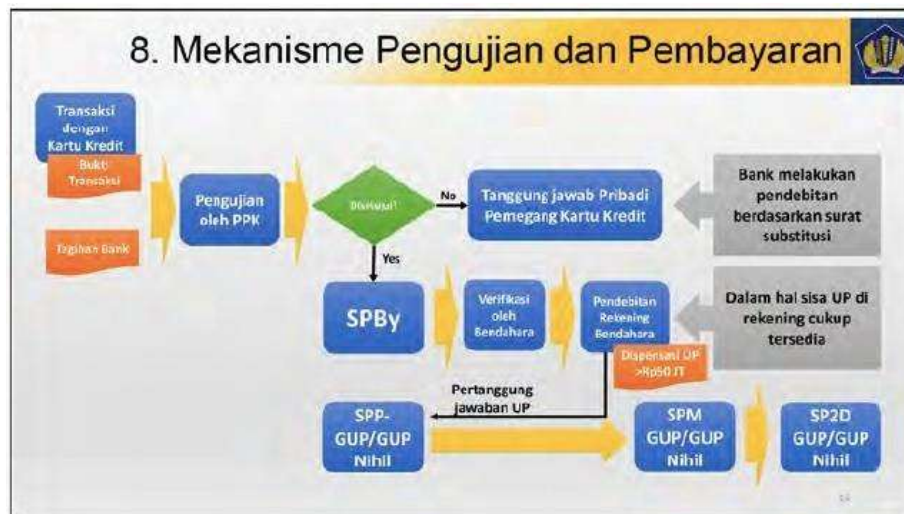 8. Mekanisme Pengujian dan Pembayaran
Transaksi
dengan
Kartu Kredit
Bukti
Transaksi
Tagihan Bank
Pengujian
oleh PPK
Disetujui?
No
Tanggung jawab Pribadi
Pemegang Kartu Kredit
Bank melakukan
pendebitan
berdasarkan surat
substitusi
Yes
SPBy
Verifikasi
oleh
Bendahara
Pendebitan
Rekening
Bendahara
Dispensasi UP
>Rp50 JT
Dalam hal sisa UP di
rekening cukup
tersedia
Pertanggung
jawaban UP
SPP-
GUP/GUP
Nihil
SPM
GUP/GUP
Nihil
SP2D
GUP/GUP
Nihil